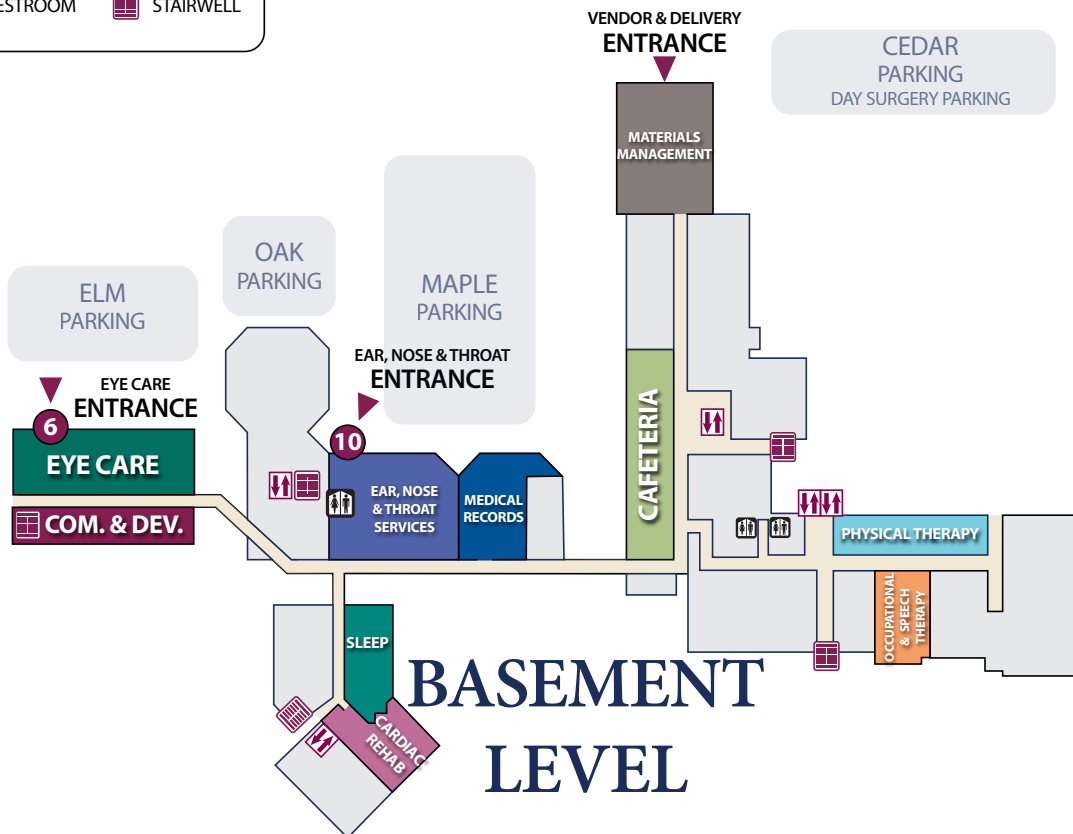 STAIRWELL
VENDOR & DELIVERY
ENTRANCE
CEDAR
PARKING
DAY SURGERY PARKING
MATERIALS
MANAGEMENT
OAK
PARKING
ELM
PARKING
MAPLE
PARKING
EAR, NOSE & THROAT
ENTRANCE
EYE CARE
ENTRANCE
6
10
EYE CARE
COM. & DEV.
EAR, NOSE
& THROAT
SERVICES
MEDICAL
RECORDS
CAFETERIA
PHYSICAL THERAPY
OCCUPATIONAL
& SPEECH
THERAPY
SLEEP
CARDIAC
REHAB
BASEMENT
LEVEL